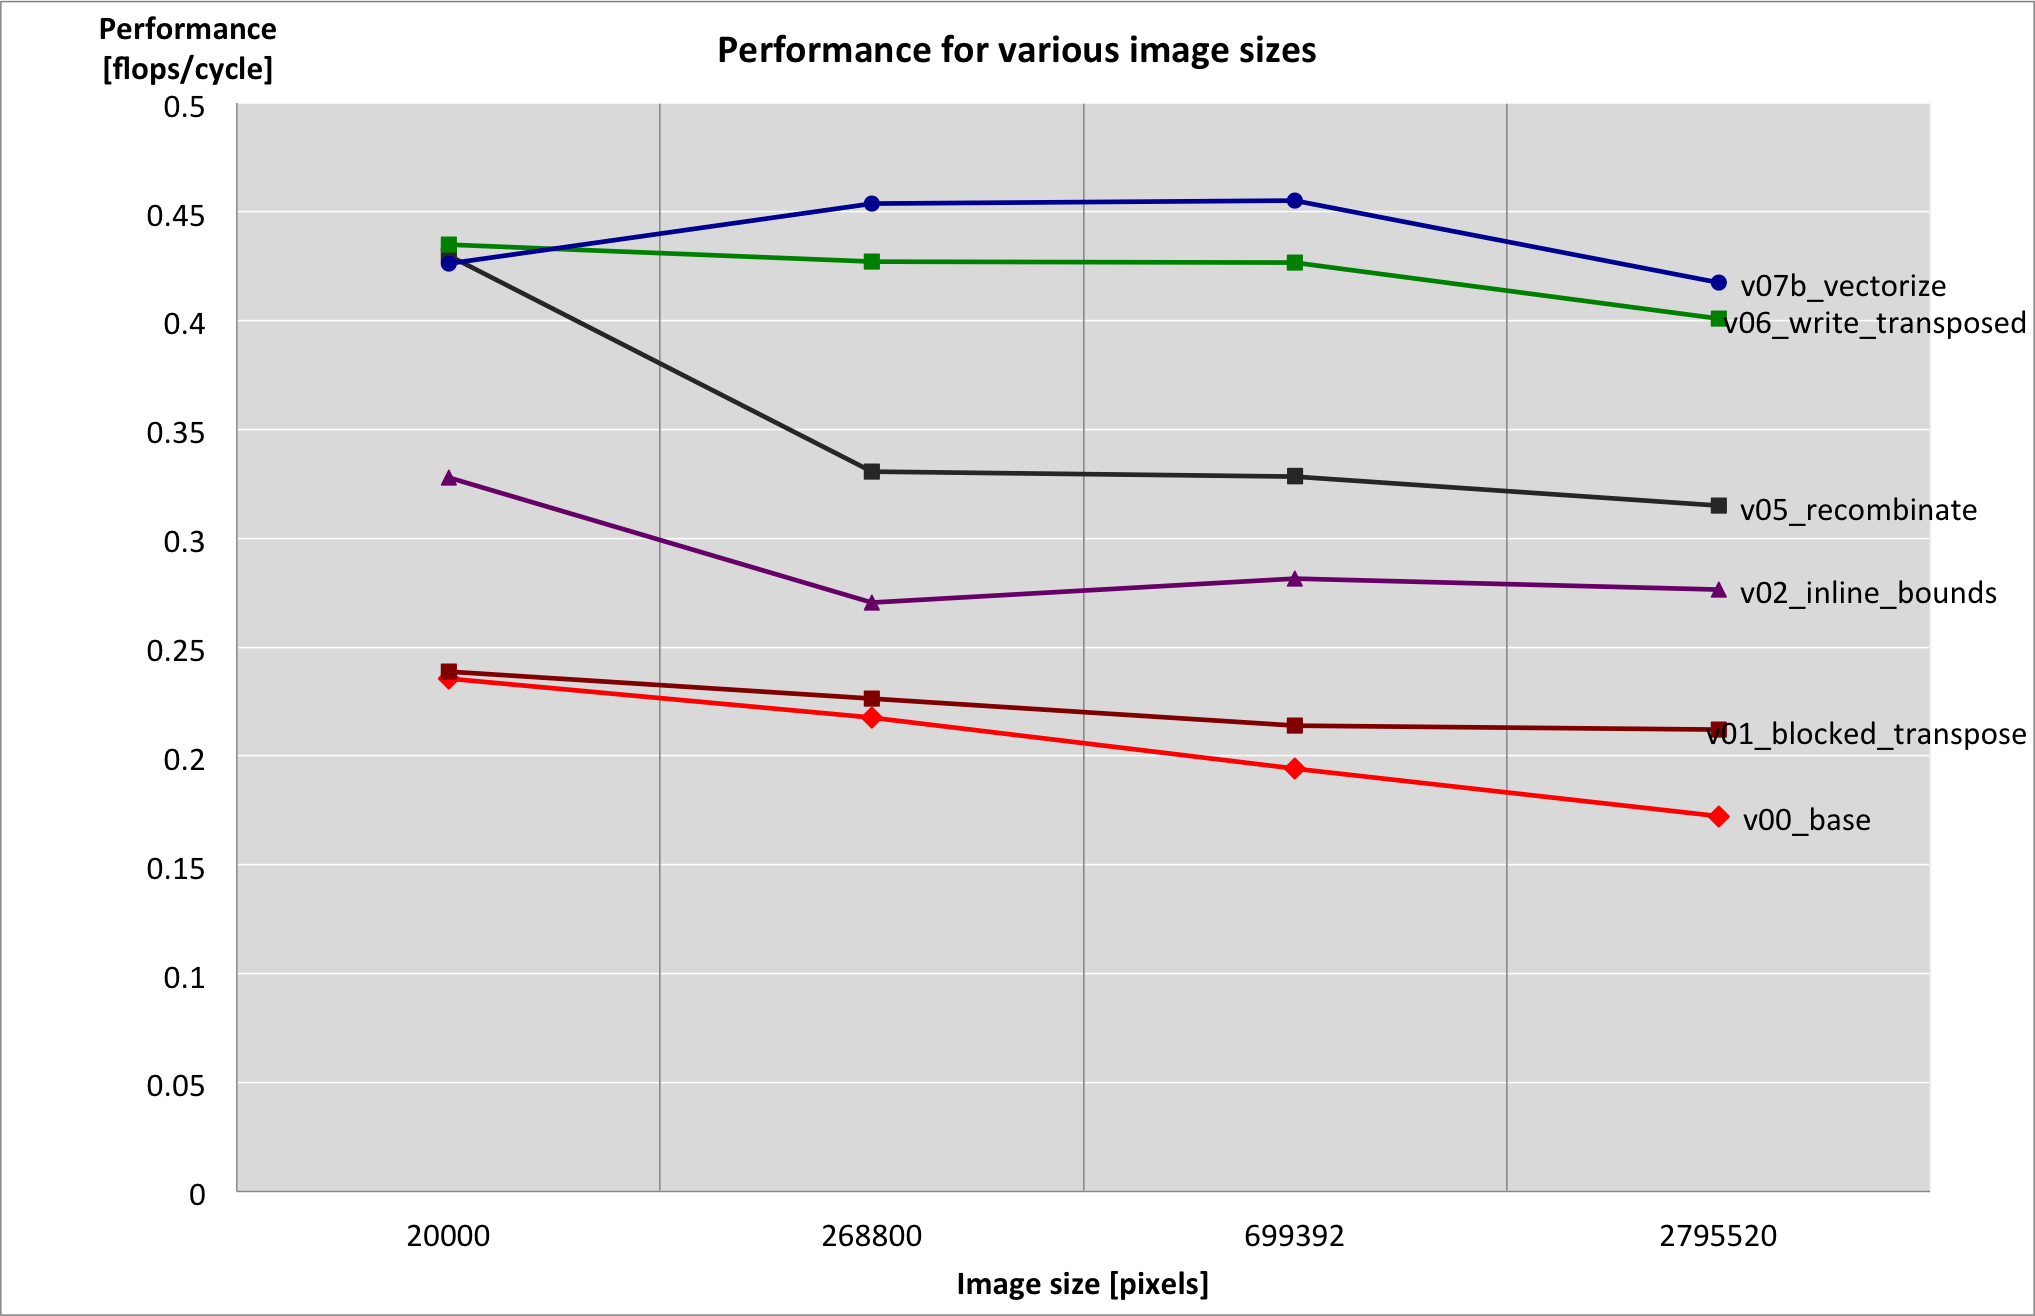 Performance
[flops/cycle]
Performance for various image sizes
0.5
0.45
0.4
0.35
0.3
0.25
0.2
0.15
0.1
0.05
0
v07b_vectorize
v06_write_transposed
v05_recombinate
v02_inline_bounds
v01_blocked_transpose
v00_base
20000 268800 699392 2795520
Image size [pixels]